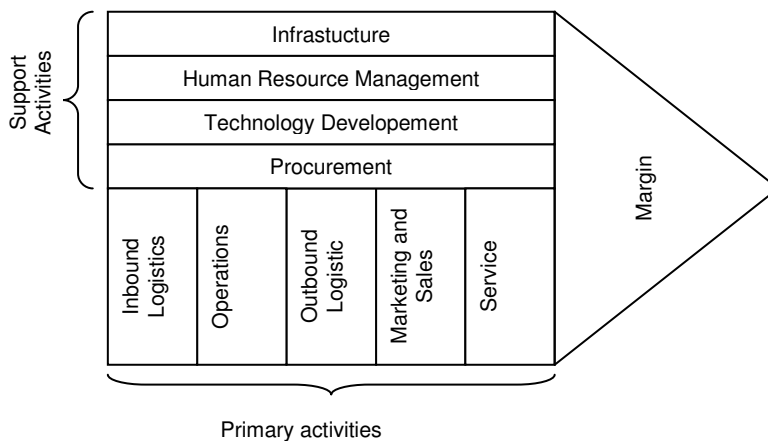 Support
Activities
Infrastucture
Human Resource Management
Technology Developement
Procurement
Inbound
Logistics
Operations
Outbound
Logistic
Marketing and
Sales
Service
Margin
Primary activities